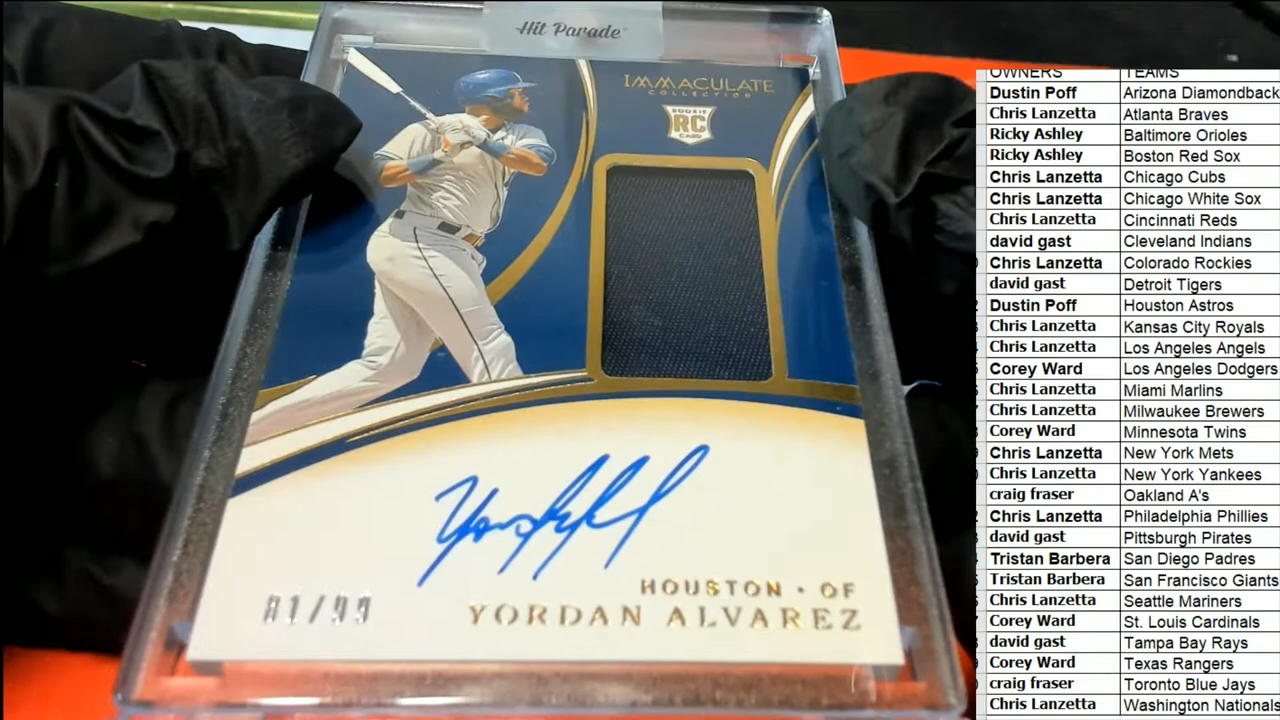 Hit Parade
IMMACULATE
COLLECTION
ROOKIE
RC
CARD
HOUSTON · OF
YORDAN ALVAREZ
81/99
OWNERS TEAMS
Dustin Poff Arizona Diamondback
Chris Lanzetta Atlanta Braves
Ricky Ashley Baltimore Orioles
Ricky Ashley Boston Red Sox
Chris Lanzetta Chicago Cubs
Chris Lanzetta Chicago White Sox
Chris Lanzetta Cincinnati Reds
david gast Cleveland Indians
Chris Lanzetta Colorado Rockies
david gast Detroit Tigers
Dustin Poff Houston Astros
Chris Lanzetta Kansas City Royals
Chris Lanzetta Los Angeles Angels
Corey Ward Los Angeles Dodgers
Chris Lanzetta Miami Marlins
Chris Lanzetta Milwaukee Brewers
Corey Ward Minnesota Twins
Chris Lanzetta New York Mets
Chris Lanzetta New York Yankees
craig fraser Oakland A's
Chris Lanzetta Philadelphia Phillies
david gast Pittsburgh Pirates
Tristan Barbera San Diego Padres
Tristan Barbera San Francisco Giants
Chris Lanzetta Seattle Mariners
Corey Ward St. Louis Cardinals
david gast Tampa Bay Rays
Corey Ward Texas Rangers
craig fraser Toronto Blue Jays
Chris Lanzetta Washington Nationals